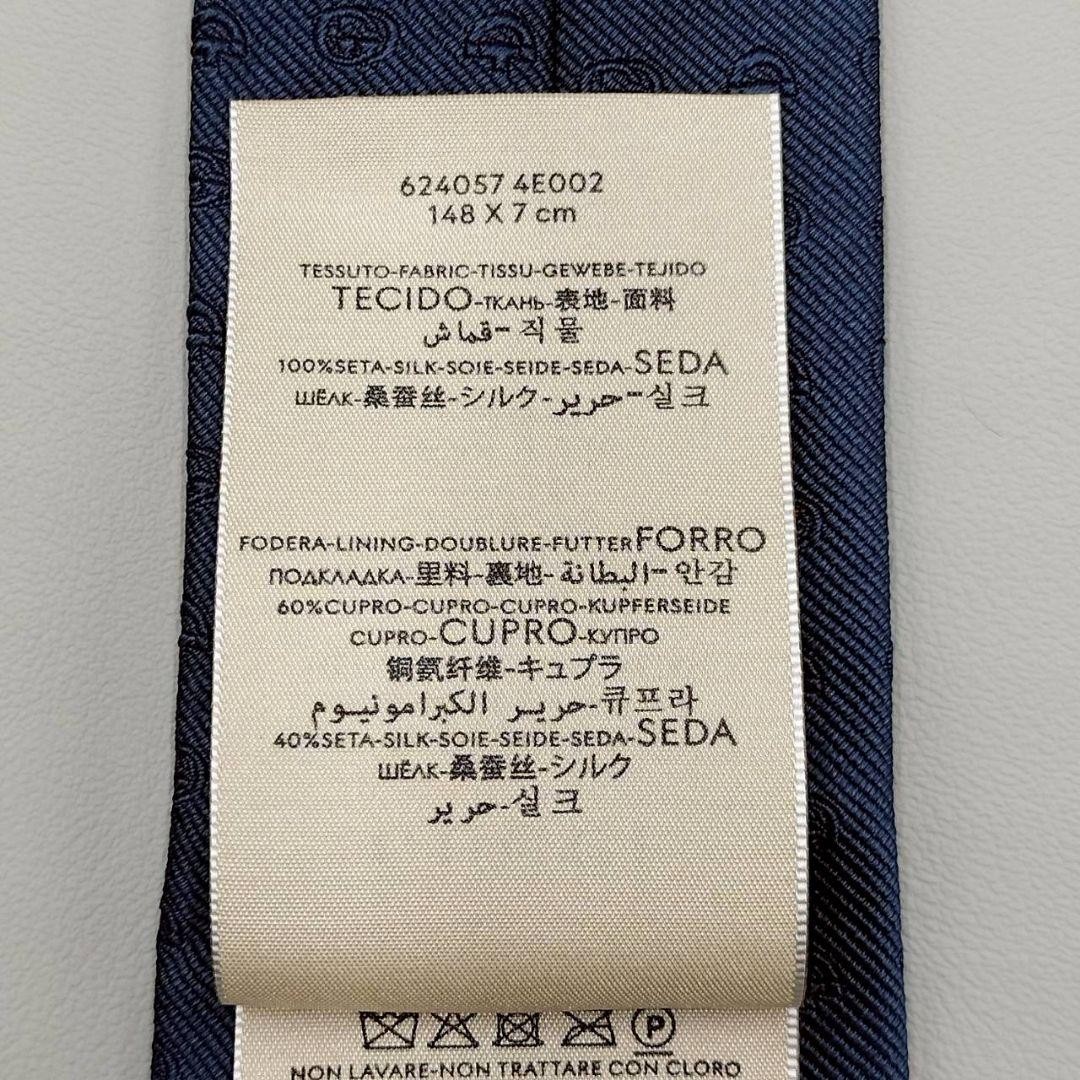 624057 4E002
148 X 7 cm
TESSUTO-FABRIC-TISSU-GEWEBE-TEJIDO
TECIDO-ТКАНЬ-表地-面料
قماش-직물
100%SETA-SILK-SOIE-SEIDE-SEDA-SEDA
ШЁЛК-桑蚕丝-シルク-حرير-실크
FODERA-LINING-DOUBLURE-FUTTERFORRO
ПОДКЛАДКА-里料-裏地-البطانة-안감
60%CUPRO-CUPRO-CUPRO-KUPFERSEIDE
CUPRO-CUPRO-КУПРО
铜氨纤维-キュプラ
حرير الكبرامونيوم-큐프라
40%SETA-SILK-SOIE-SEIDE-SEDA-SEDA
ШЁЛК-桑蚕丝-シルク
حرير-실크
P
NON LAVARE-NON TRATTARE CON CLORO